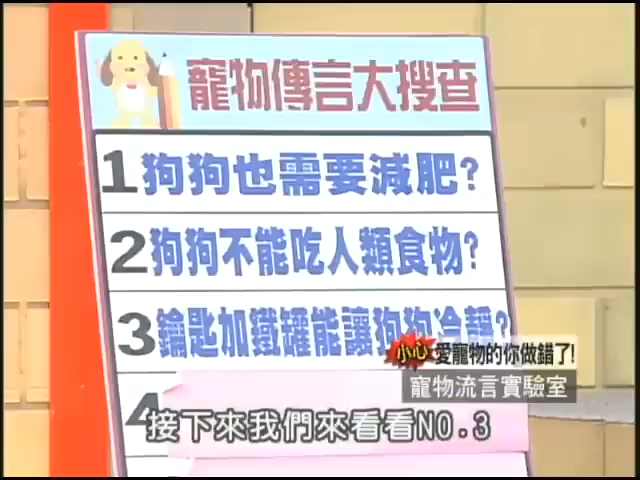 寵物傳言大搜查
1 狗狗也需要減肥?
2 狗狗不能吃人類食物?
3 鑰匙加鐵罐能讓狗狗冷靜?
小心 愛寵物的你做錯了!
寵物流言實驗室
4
接下來我們來看看NO.3